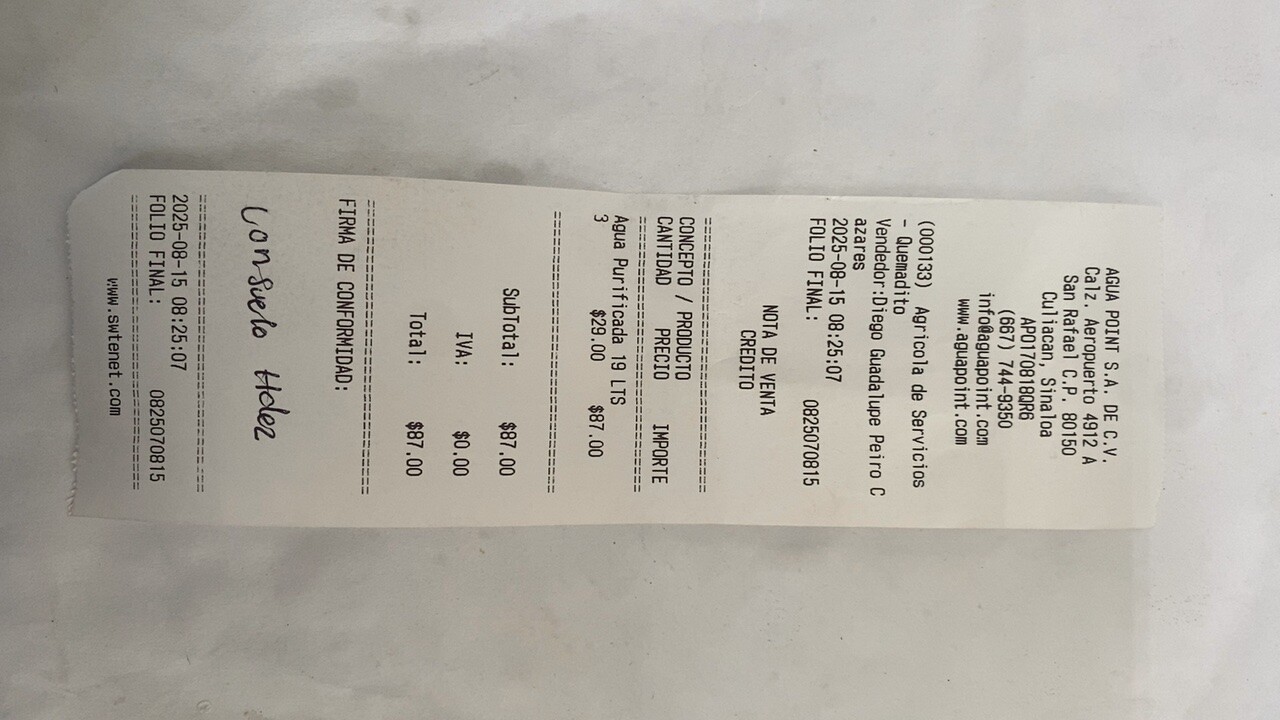 AGUA POINT S.A. DE C.V.
Calz. Aeropuerto 4912 A
San Rafael C.P. 80150
Culiacan, Sinaloa
APO170818QR6
(667) 744-9350
info@aguapoint.com
www.aguapoint.com
(000133) Agricola de Servicios
- Quemadito
Vendedor:Diego Guadalupe Peiro C
azares
2025-08-15 08:25:07
FOLIO FINAL: 0825070815
NOTA DE VENTA
CREDITO
================================
CONCEPTO / PRODUCTO
CANTIDAD PRECIO IMPORTE
================================
Agua Purificada 19 LTS
3 $29.00 $87.00
================================
SubTotal: $87.00
IVA: $0.00
Total: $87.00
================================
FIRMA DE CONFORMIDAD:
Consuelo Hdez
================================
2025-08-15 08:25:07
FOLIO FINAL: 0825070815
================================
www.swtenet.com